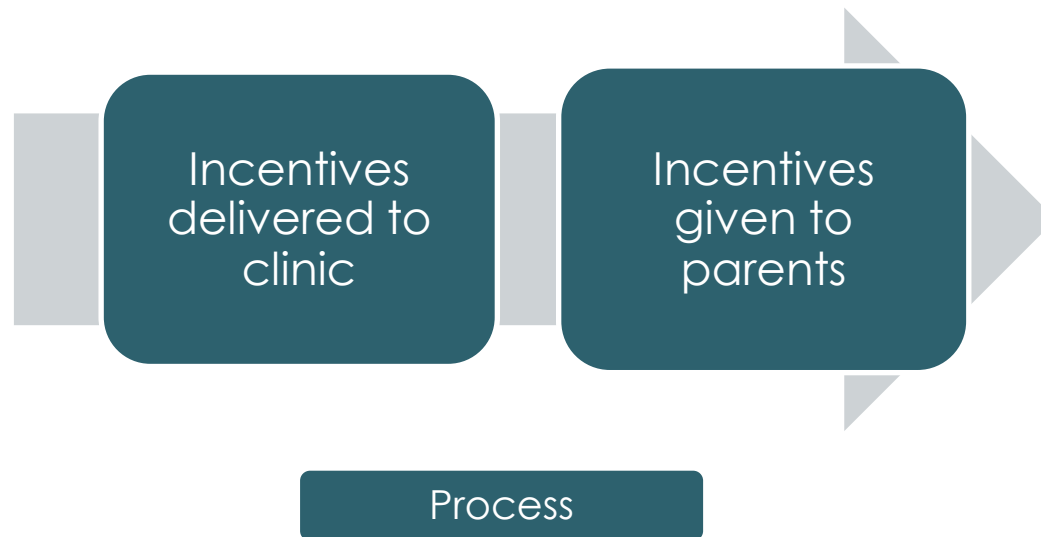 Incentives
delivered to
clinic
Incentives
given to
parents
Process